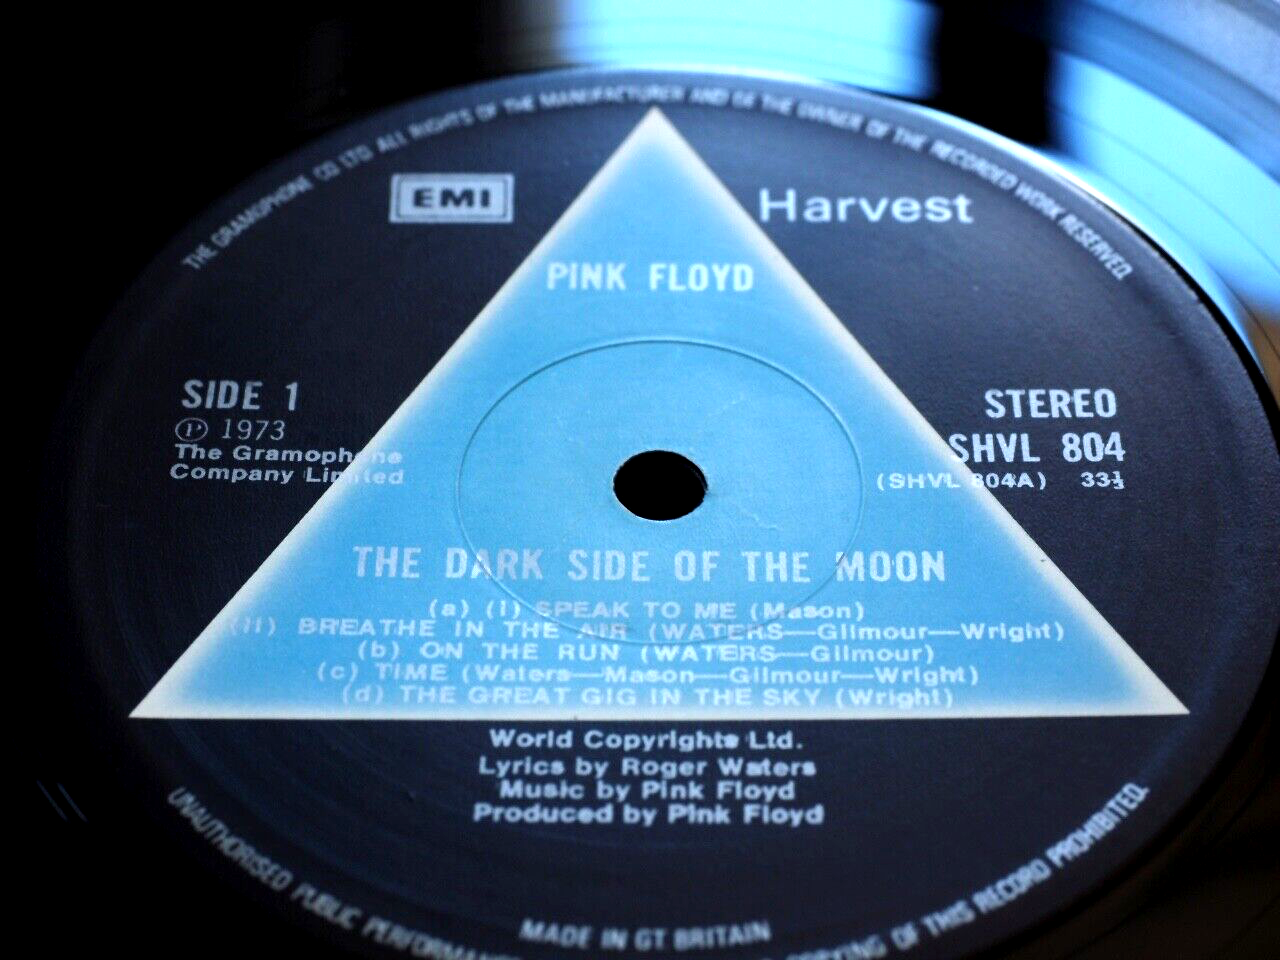 THE GRAMOPHONE CO LTD ALL RIGHTS OF THE MANUFACTURER AND OF THE OWNER OF THE RECORDED WORK RESERVED.
EMI
Harvest
PINK FLOYD
SIDE 1
℗ 1973
The Gramophone
Company Limited
STEREO
SHVL 804
(SHVL 804A) 33⅓
THE DARK SIDE OF THE MOON
(a) (i) SPEAK TO ME (Mason)
(ii) BREATHE IN THE AIR (WATERS—Gilmour—Wright)
(b) ON THE RUN (WATERS—Gilmour)
(c) TIME (Waters—Mason—Gilmour—Wright)
(d) THE GREAT GIG IN THE SKY (Wright)
World Copyrights Ltd.
Lyrics by Roger Waters
Music by Pink Floyd
Produced by Pink Floyd
UNAUTHORISED PUBLIC PERFORMANCE
COPYING OF THIS RECORD PROHIBITED.
MADE IN GT BRITAIN